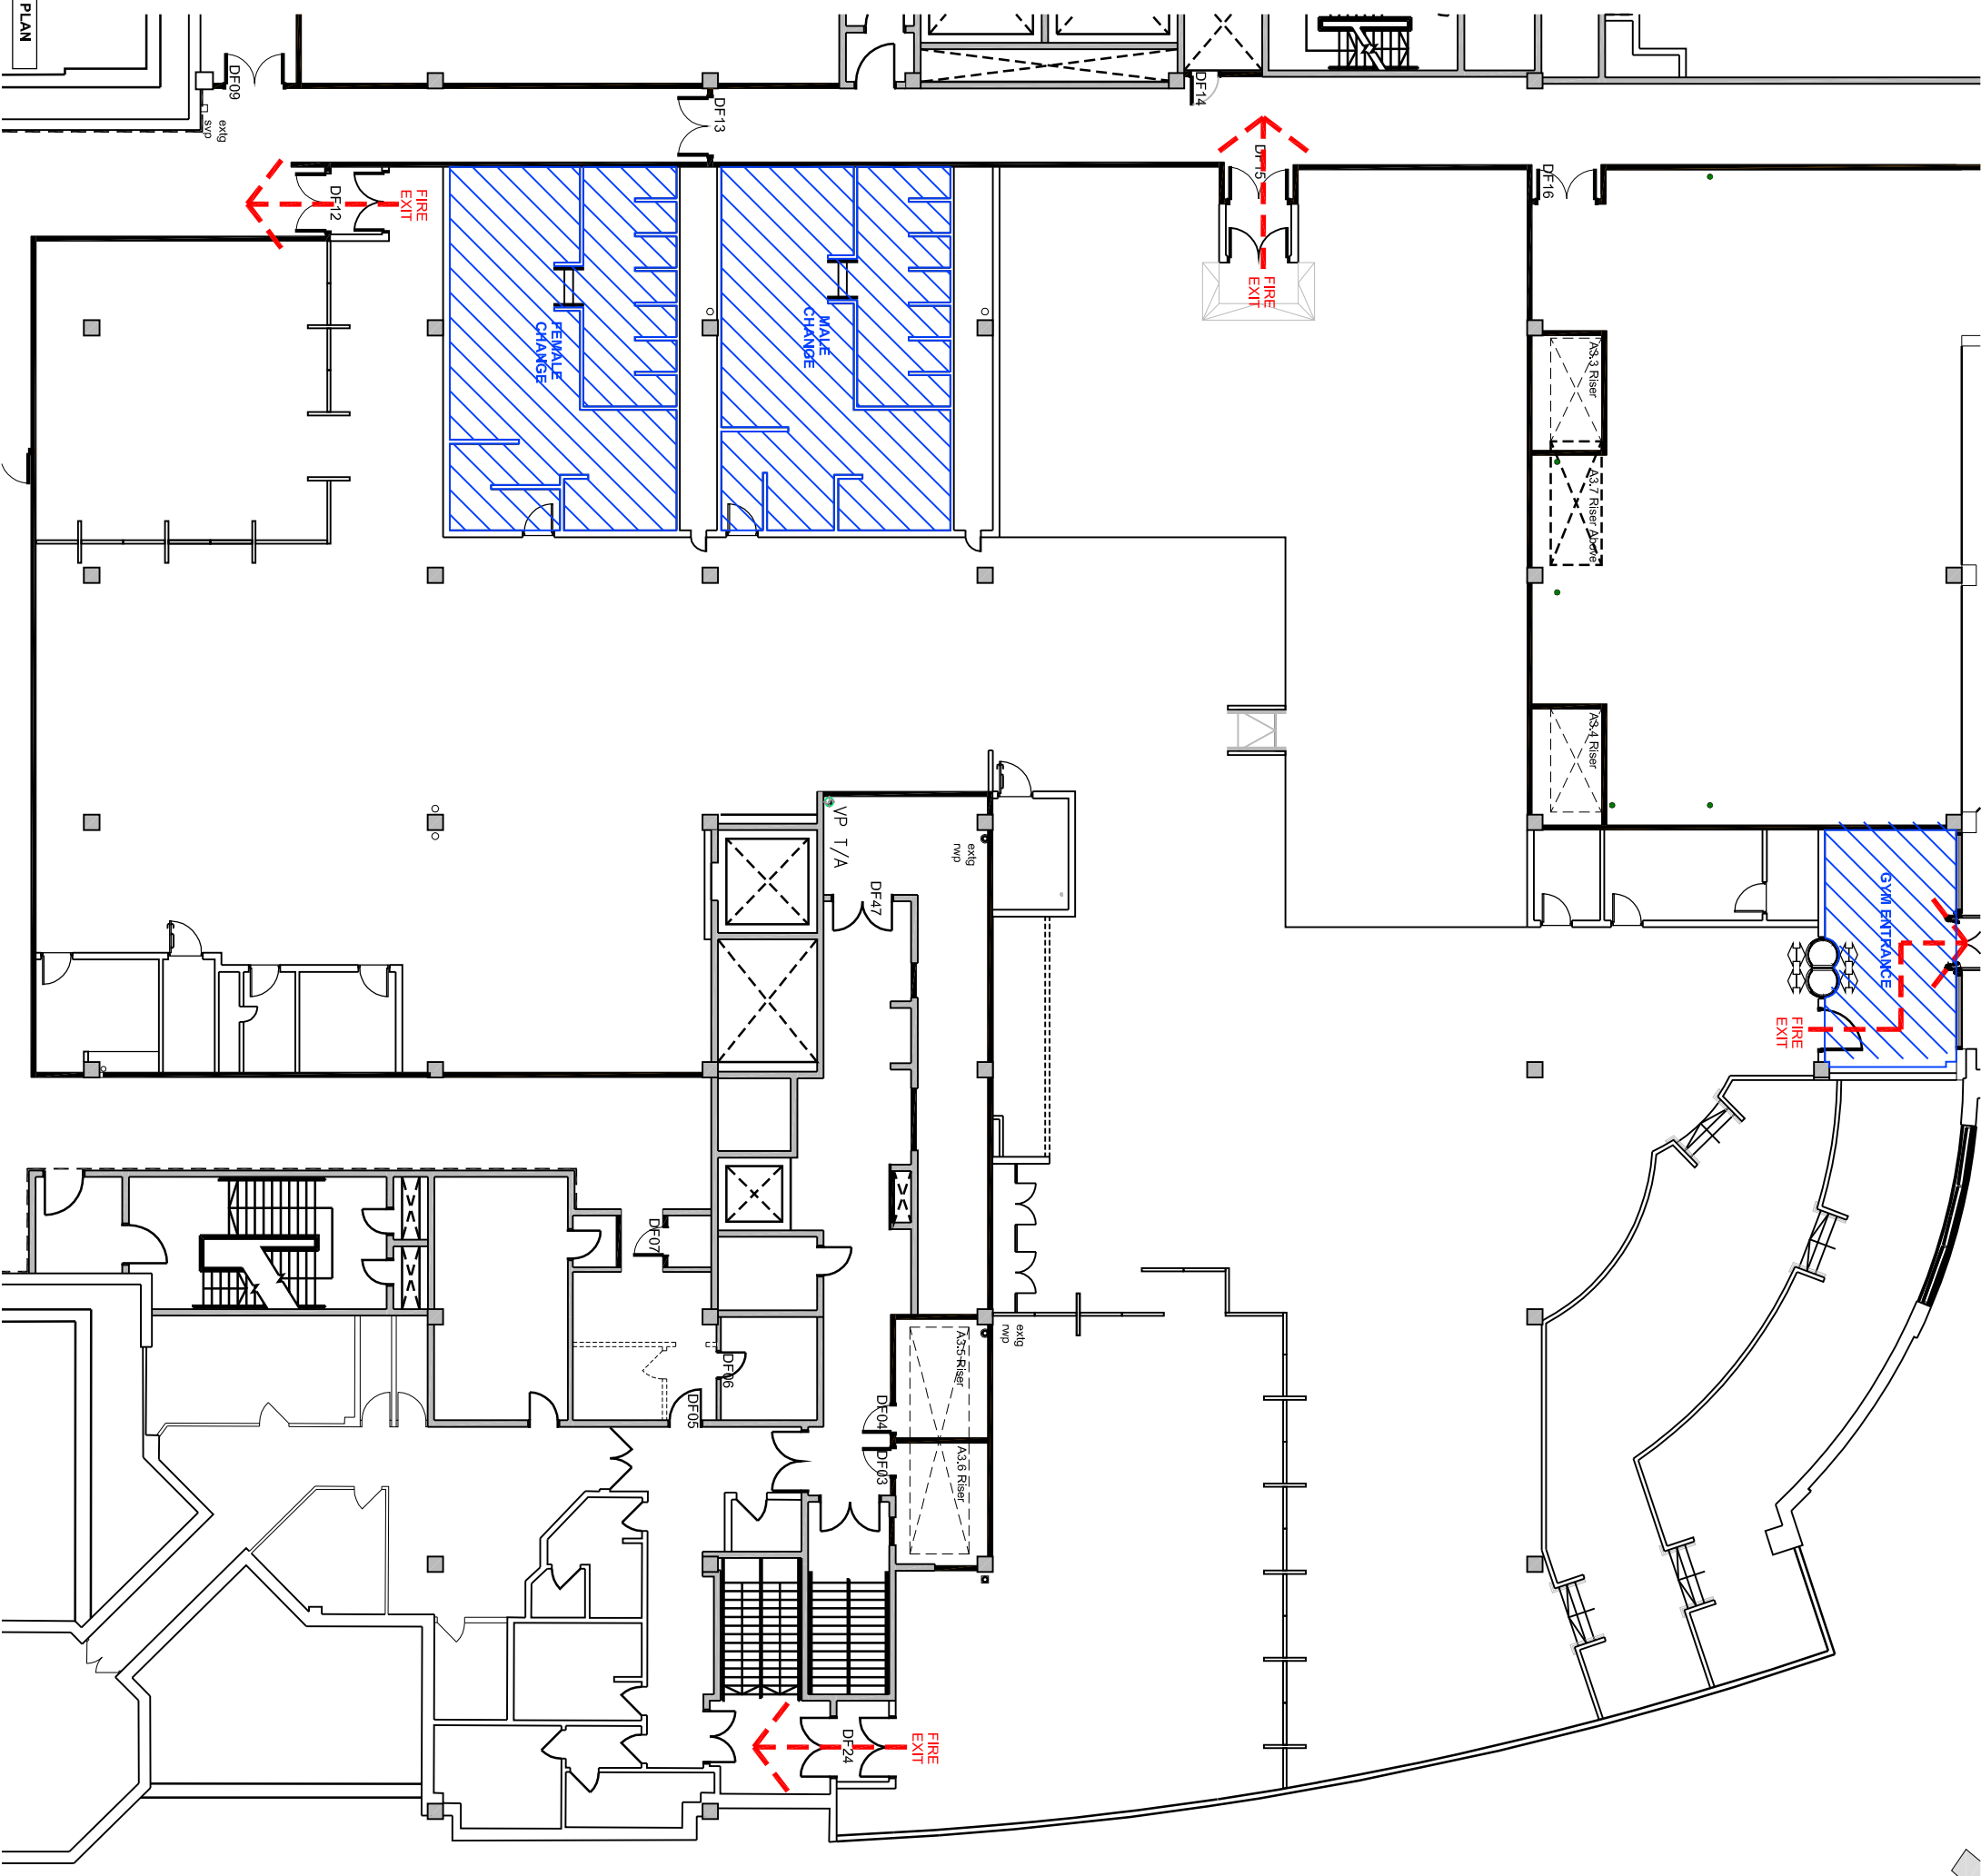 PLAN
DF09
extg
svp
DF13
DF14
DF15
DF16
DF12
FIRE
EXIT
FIRE
EXIT
FEMALE
CHANGE
MALE
CHANGE
A3.3 Riser
A3.7 Riser Above
A3.4 Riser
VP T/A
extg
rwp
DF47
GYM ENTRANCE
FIRE
EXIT
DF07
DF06
DF05
DF04
DF03
A3.5 Riser
A3.6 Riser
extg
rwp
DF24
FIRE
EXIT